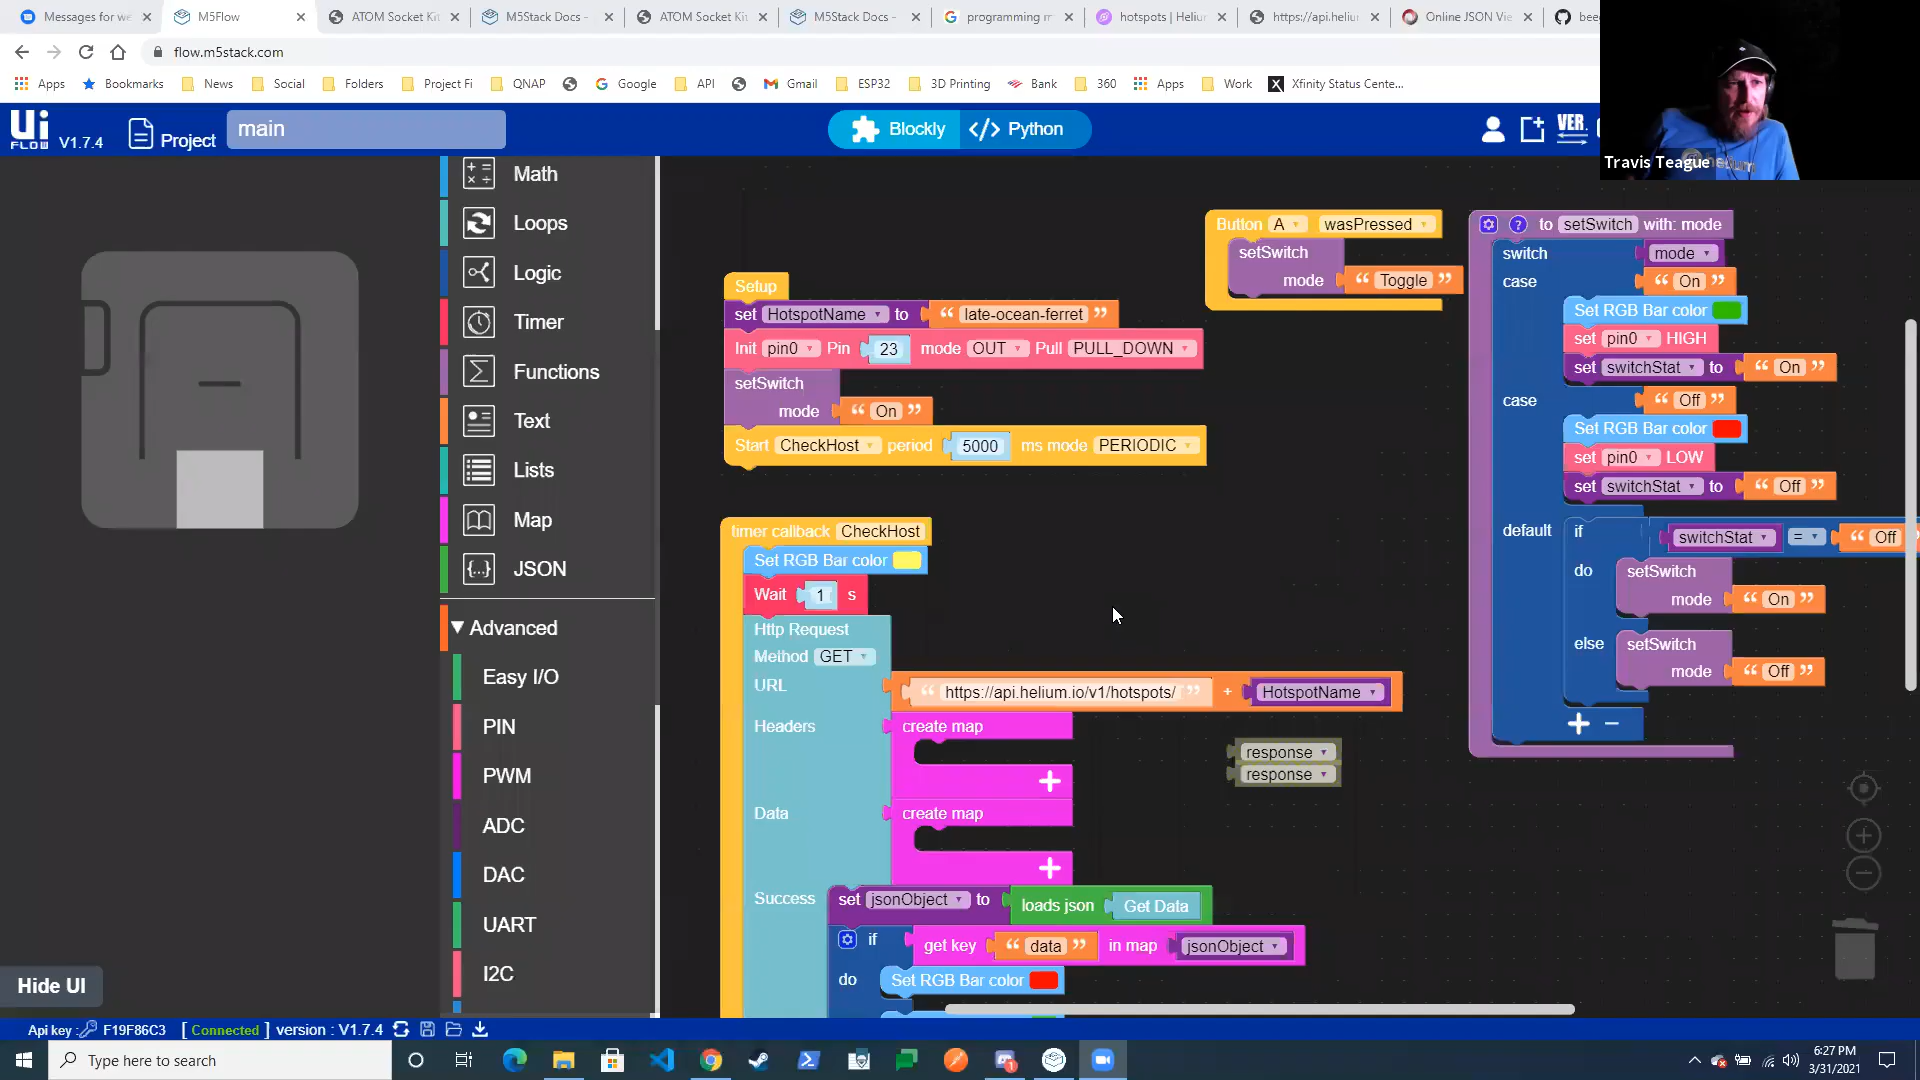 Messages for we
M5Flow
ATOM Socket Kit
M5Stack Docs -
ATOM Socket Kit
M5Stack Docs -
programming m
hotspots | Heliu
https://api.heliu
Online JSON Vie
bee
flow.m5stack.com
Apps
Bookmarks
News
Social
Folders
Project Fi
QNAP
Google
API
Gmail
ESP32
3D Printing
Bank
360
Apps
Work
Xfinity Status Cente...
Ui
FLOW
V1.7.4
Project
main
Blockly
Python
VER.
Travis Teague
Math
Loops
Logic
Timer
Functions
Text
Lists
Map
JSON
Advanced
Easy I/O
PIN
PWM
ADC
DAC
UART
I2C
Setup
set HotspotName to “ late-ocean-ferret ”
Init pin0 Pin 23 mode OUT Pull PULL_DOWN
setSwitch
mode “ On ”
Start CheckHost period 5000 ms mode PERIODIC
timer callback CheckHost
Set RGB Bar color
Wait 1 s
Http Request
Method GET
URL “ https://api.helium.io/v1/hotspots/ ” + HotspotName
Headers create map
Data create map
response
response
Success set jsonObject to loads json Get Data
if get key “ data ” in map jsonObject
do Set RGB Bar color
Button A wasPressed
setSwitch
mode “ Toggle ”
? to setSwitch with: mode
switch mode
case “ On ”
Set RGB Bar color
set pin0 HIGH
set switchStat to “ On ”
case “ Off ”
Set RGB Bar color
set pin0 LOW
set switchStat to “ Off ”
default if switchStat = “ Off
do setSwitch
mode “ On ”
else setSwitch
mode “ Off ”
Hide UI
Api key : F19F86C3 [ Connected ] version : V1.7.4
Type here to search
6:27 PM
3/31/2021